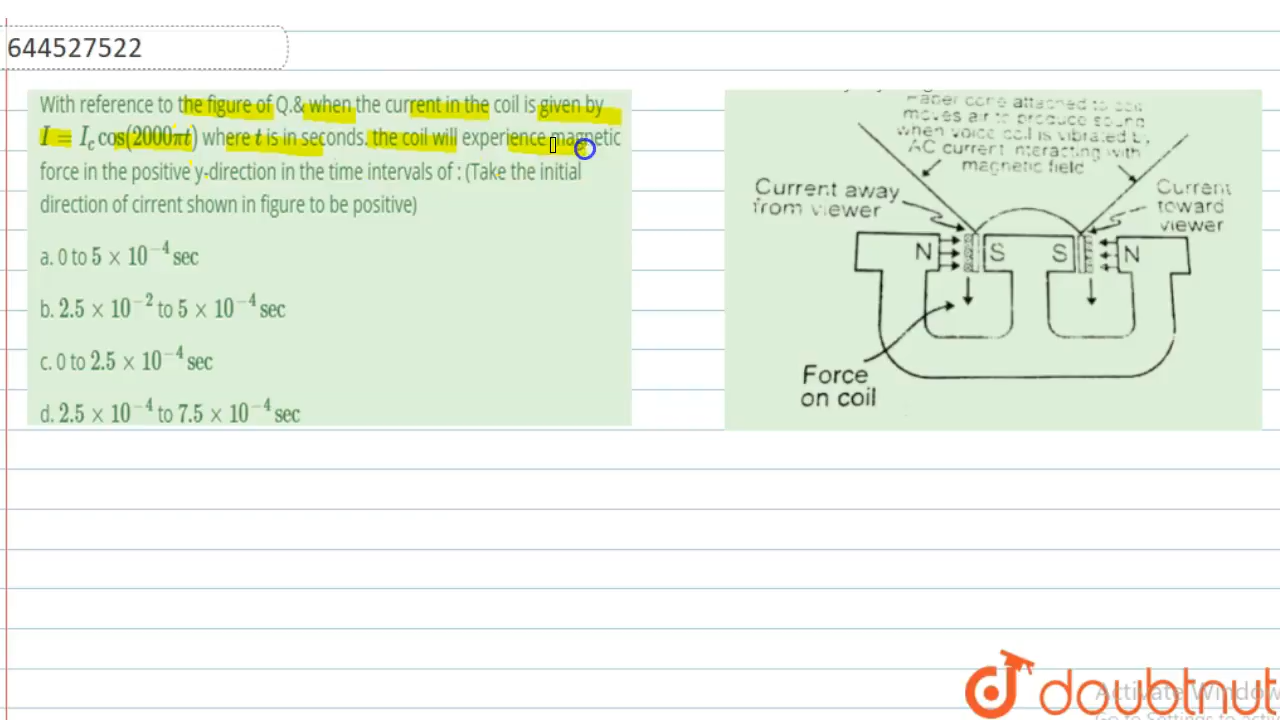 644527522
With reference to the figure of Q.& when the current in the coil is given by
I = I_c cos(2000πt) where t is in seconds. the coil will experience magnetic
force in the positive y-direction in the time intervals of : (Take the initial
direction of cirrent shown in figure to be positive)
a. 0 to 5 × 10⁻⁴ sec
b. 2.5 × 10⁻² to 5 × 10⁻⁴ sec
c. 0 to 2.5 × 10⁻⁴ sec
d. 2.5 × 10⁻⁴ to 7.5 × 10⁻⁴ sec
Paper cone attached to coil
moves air to produce sound
when voice coil is vibrated by
AC current interacting with
magnetic field
Current away
from viewer
Current
toward
viewer
N S S N
Force
on coil
doubtnut
Activate Windows